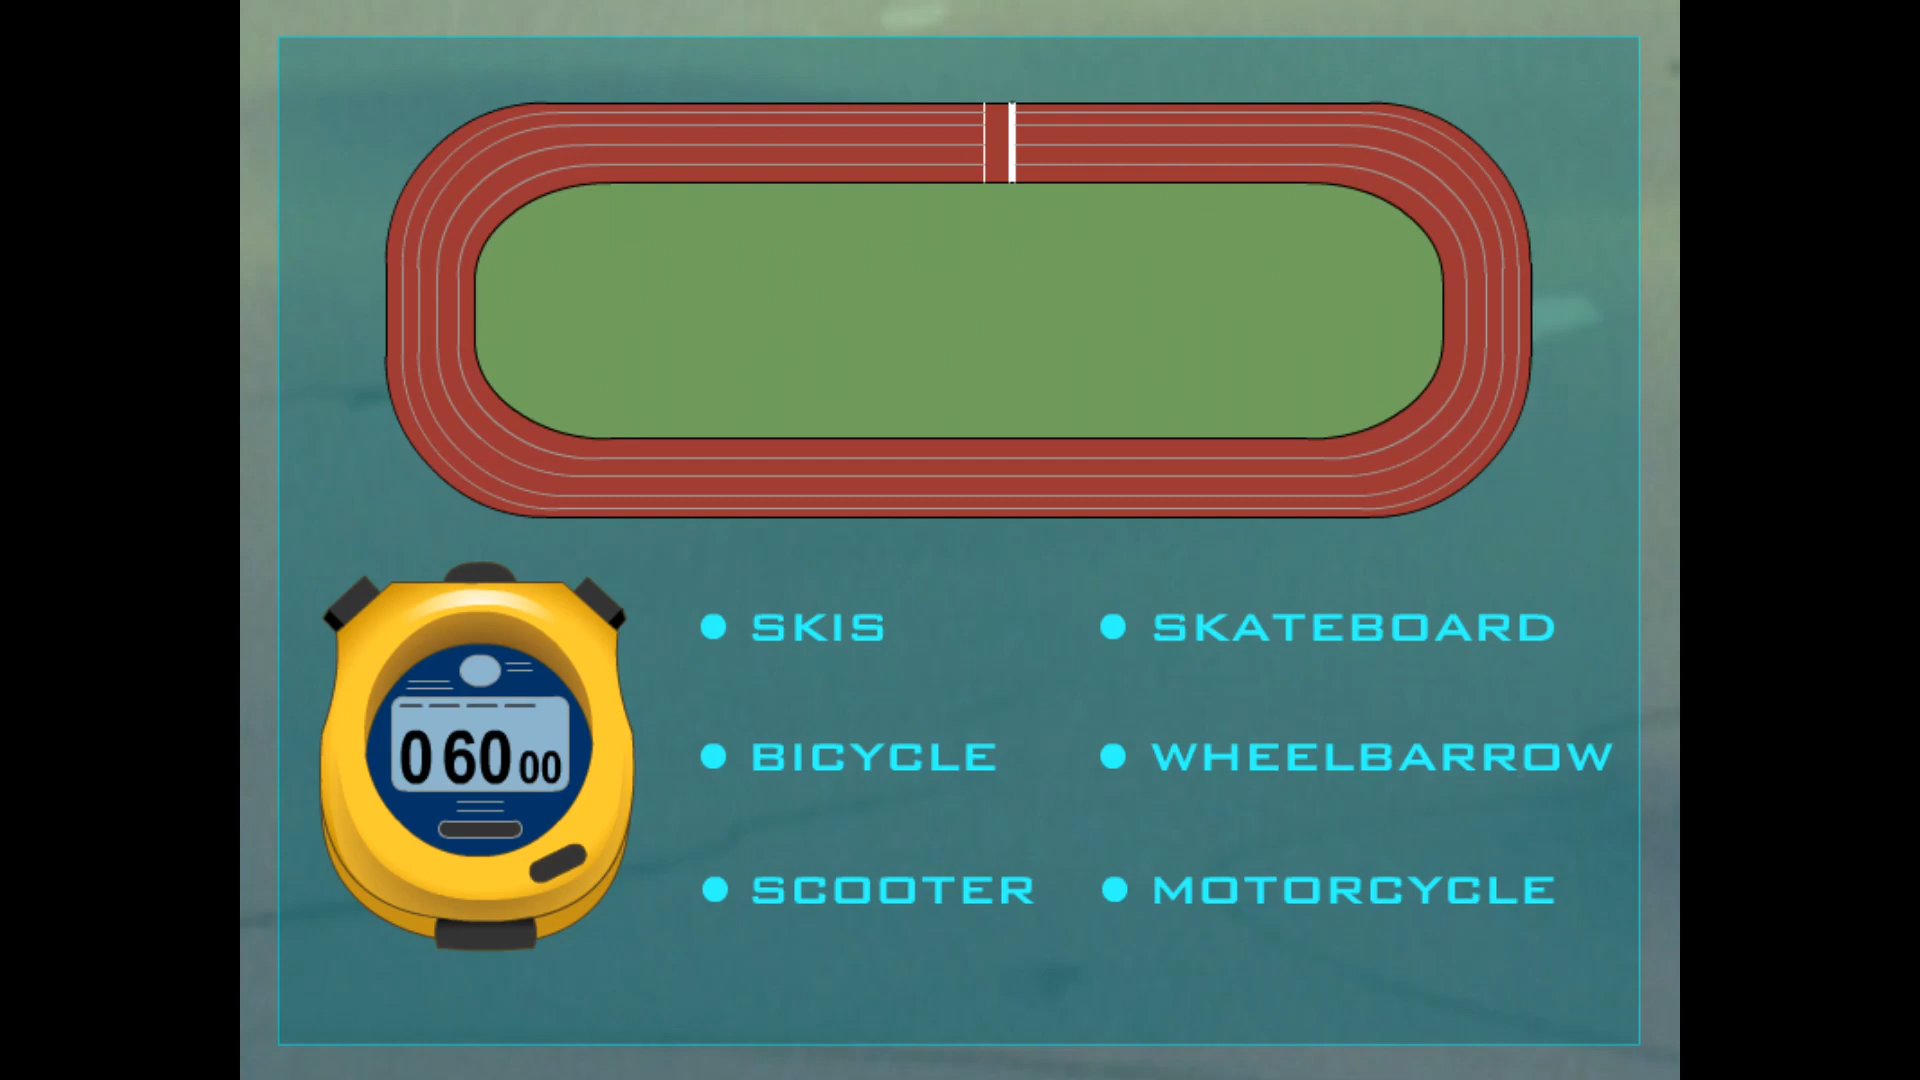 SKIS
SKATEBOARD
BICYCLE
WHEELBARROW
SCOOTER
MOTORCYCLE
0 60 00